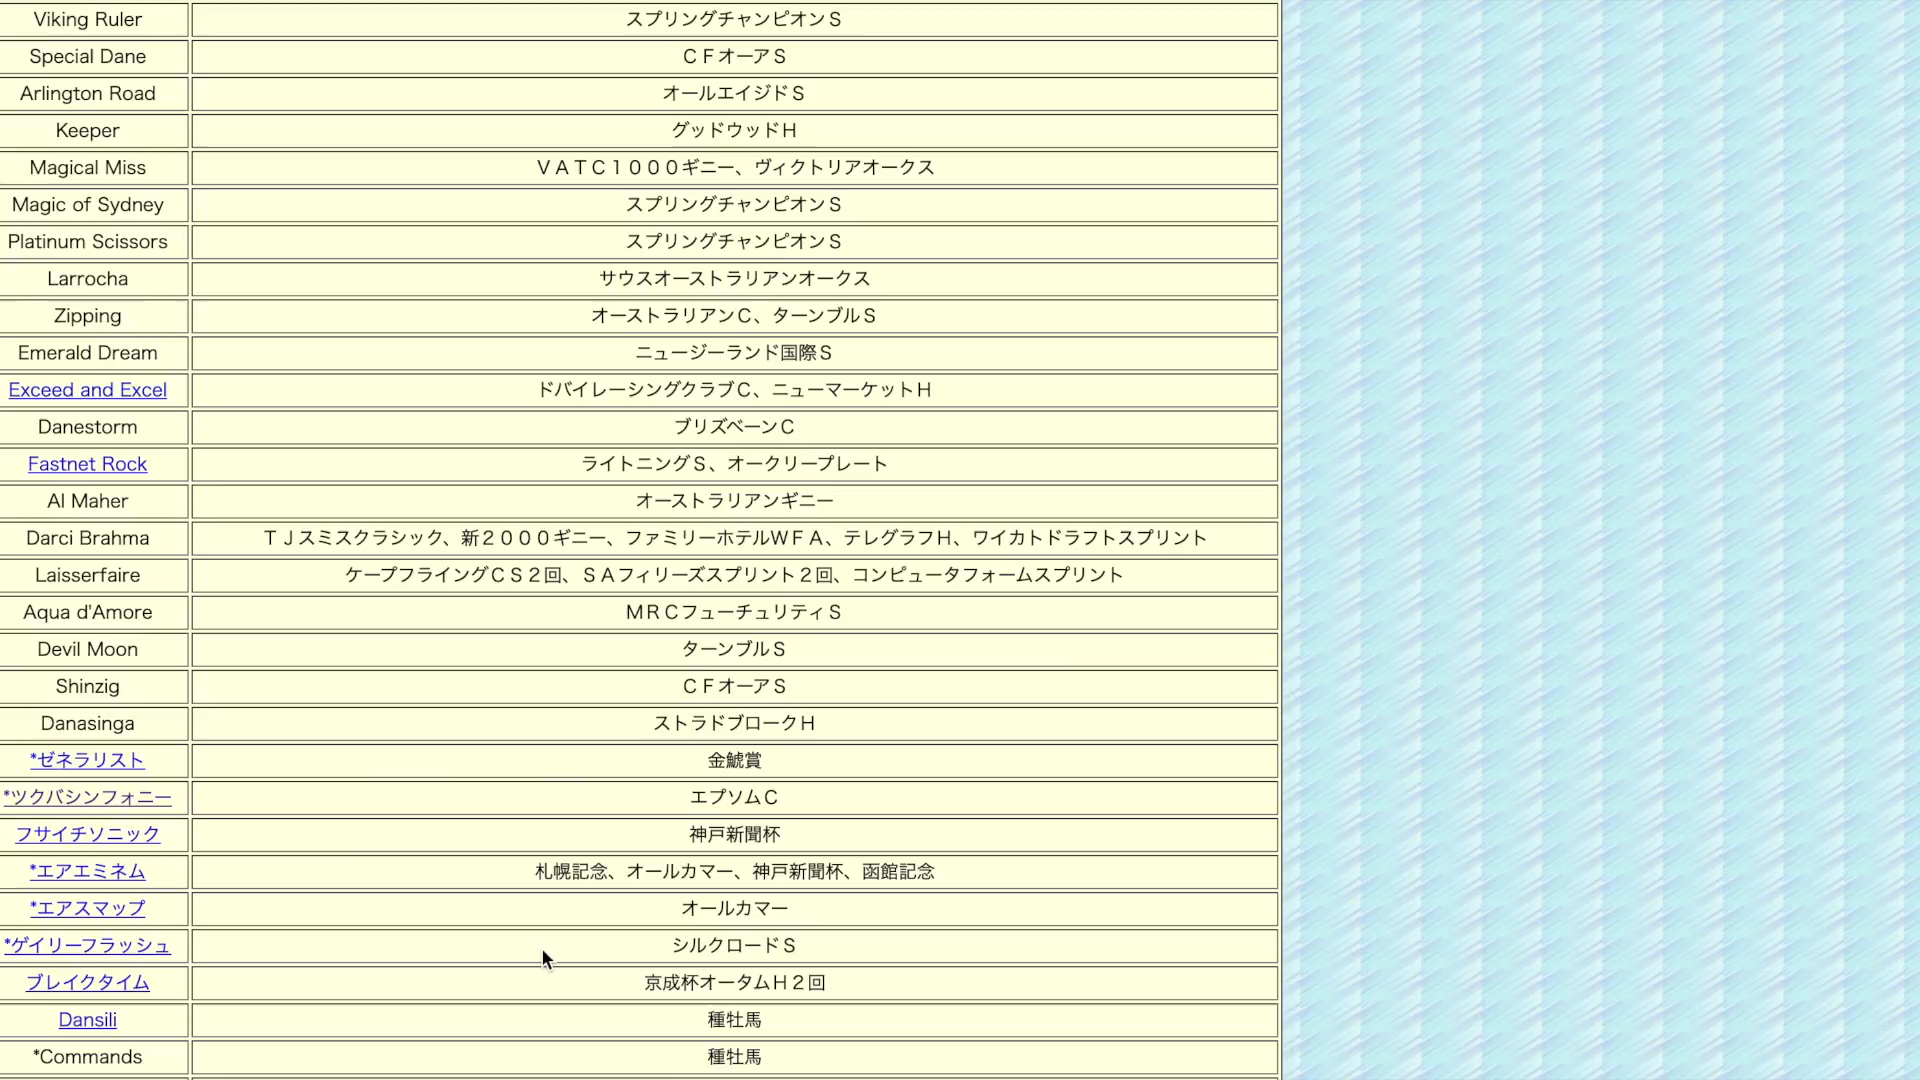 Viking Ruler スプリングチャンピオンＳ
Special Dane ＣＦオーアＳ
Arlington Road オールエイジドＳ
Keeper グッドウッドＨ
Magical Miss ＶＡＴＣ１０００ギニー、ヴィクトリアオークス
Magic of Sydney スプリングチャンピオンＳ
Platinum Scissors スプリングチャンピオンＳ
Larrocha サウスオーストラリアンオークス
Zipping オーストラリアンＣ、ターンブルＳ
Emerald Dream ニュージーランド国際Ｓ
Exceed and Excel ドバイレーシングクラブＣ、ニューマーケットＨ
Danestorm ブリズベーンＣ
Fastnet Rock ライトニングＳ、オークリープレート
Al Maher オーストラリアンギニー
Darci Brahma ＴＪスミスクラシック、新２０００ギニー、ファミリーホテルＷＦＡ、テレグラフＨ、ワイカトドラフトスプリント
Laisserfaire ケープフライングＣＳ２回、ＳＡフィリーズスプリント２回、コンピュータフォームスプリント
Aqua d'Amore ＭＲＣフューチュリティＳ
Devil Moon ターンブルＳ
Shinzig ＣＦオーアＳ
Danasinga ストラドブロークＨ
*ゼネラリスト 金鯱賞
*ツクバシンフォニー エプソムＣ
フサイチソニック 神戸新聞杯
*エアエミネム 札幌記念、オールカマー、神戸新聞杯、函館記念
*エアスマップ オールカマー
*ゲイリーフラッシュ シルクロードＳ
ブレイクタイム 京成杯オータムＨ２回
Dansili 種牡馬
*Commands 種牡馬